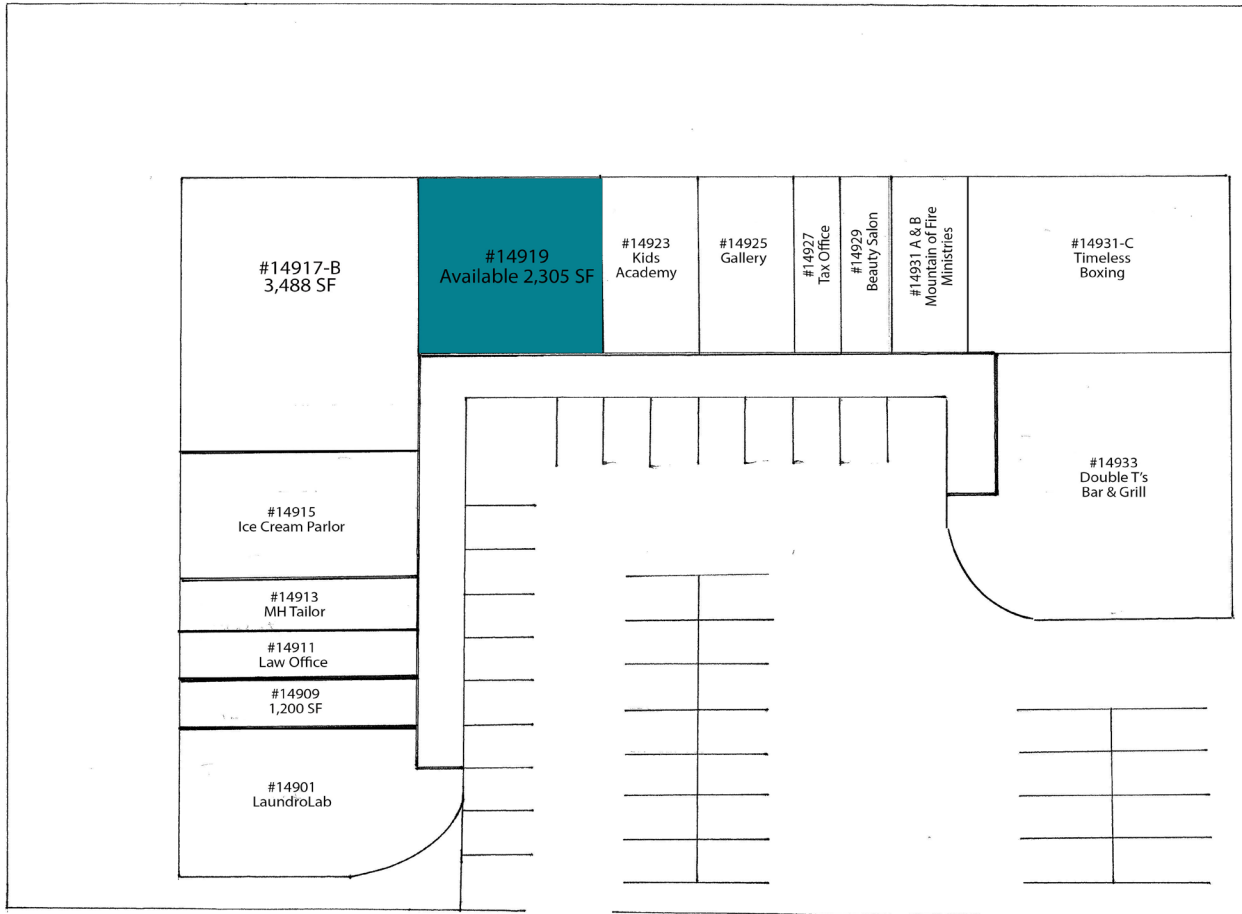 #14917-B
3,488 SF
#14919
Available 2,305 SF
#14923
Kids
Academy
#14925
Gallery
#14927
Tax Office
#14929
Beauty Salon
#14931 A & B
Mountain of Fire
Ministries
#14931-C
Timeless
Boxing
#14933
Double T's
Bar & Grill
#14915
Ice Cream Parlor
#14913
MH Tailor
#14911
Law Office
#14909
1,200 SF
#14901
LaundroLab